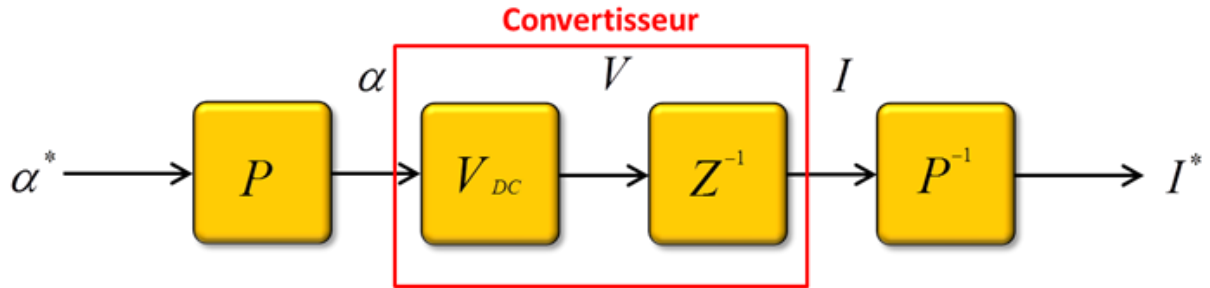 Convertisseur
α V I
α* P V_DC Z⁻¹ P⁻¹ I*